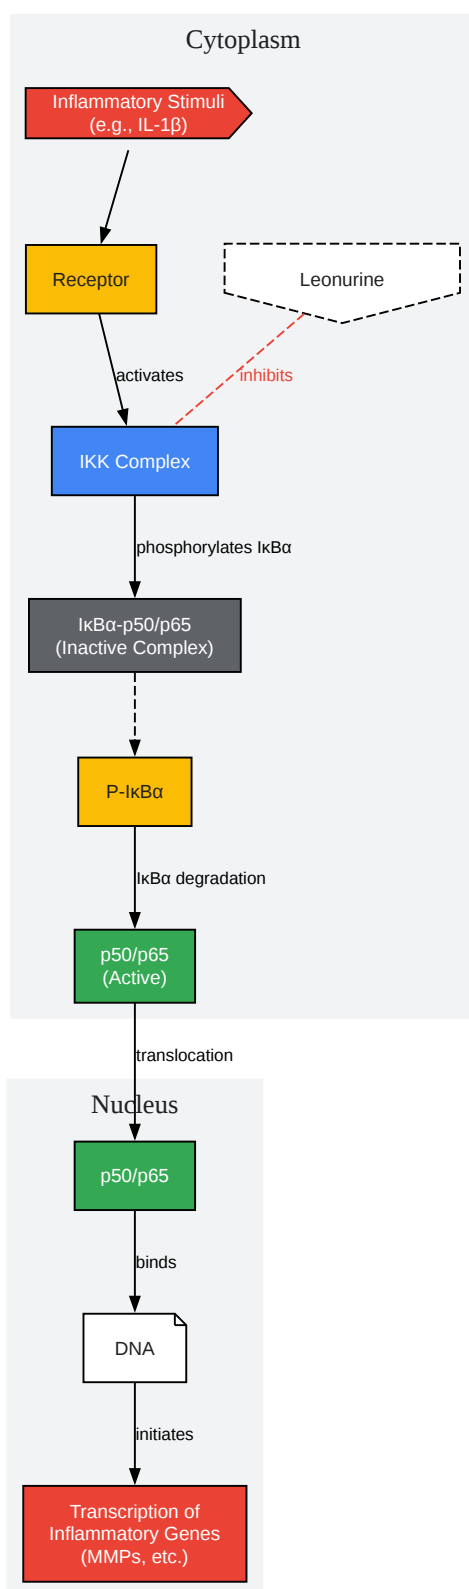 Cytoplasm
Inflammatory Stimuli
(e.g., IL-1β)
Receptor
Leonurine
activates
inhibits
IKK Complex
phosphorylates IκBα
IκBα-p50/p65
(Inactive Complex)
P-IκBα
IκBα degradation
p50/p65
(Active)
translocation
Nucleus
p50/p65
binds
DNA
initiates
Transcription of
Inflammatory Genes
(MMPs, etc.)